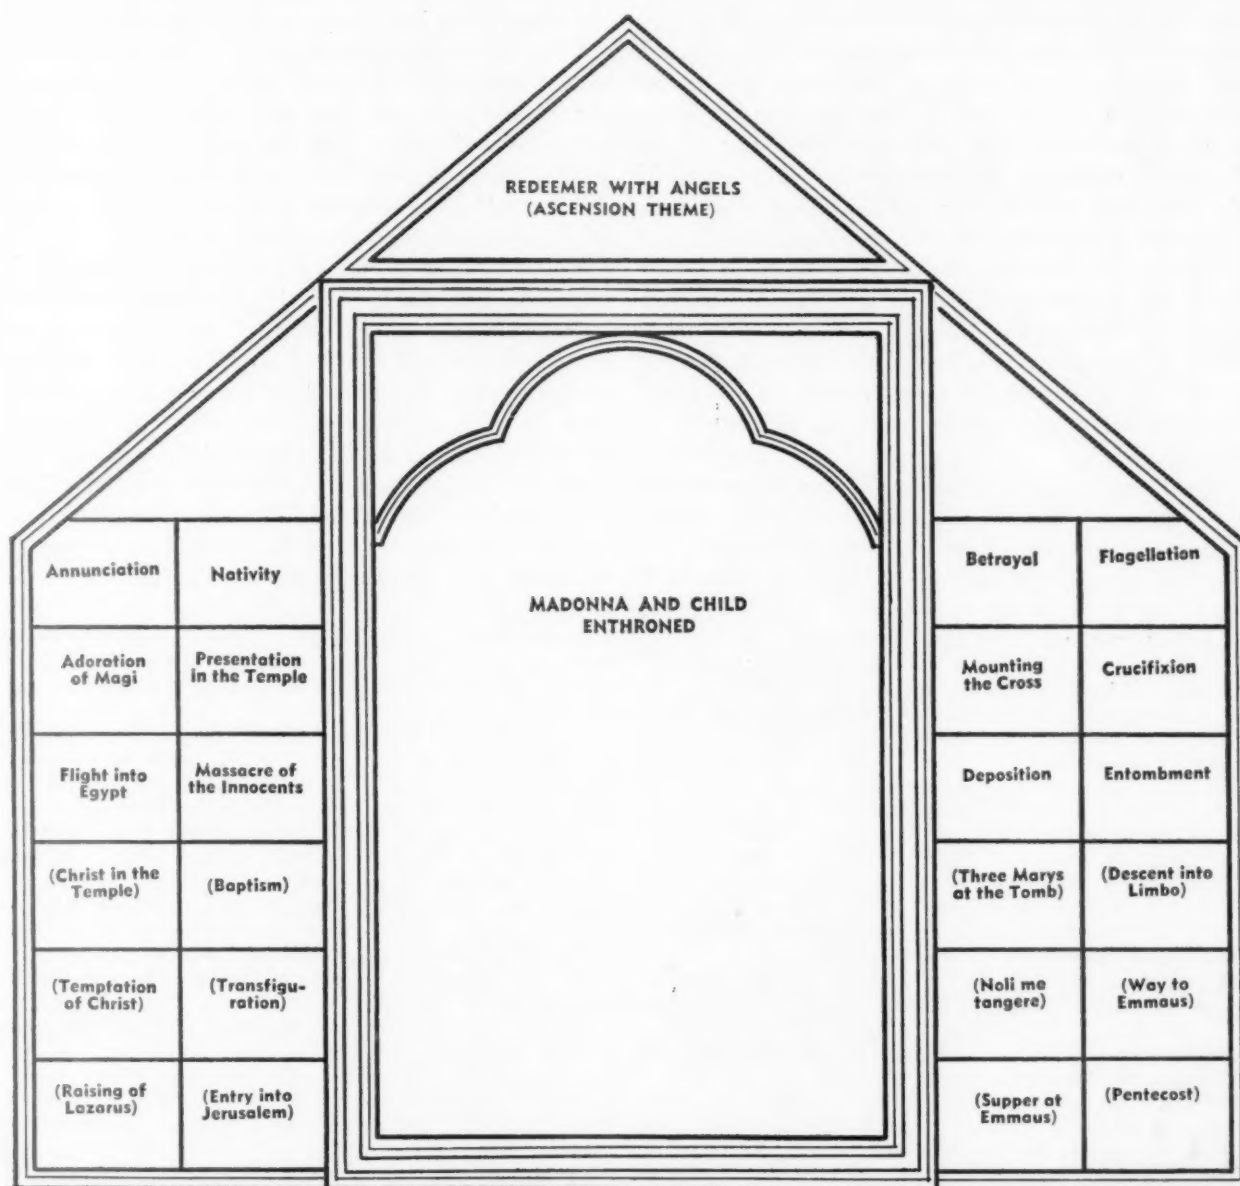 REDEEMER WITH ANGELS
(ASCENSION THEME)
MADONNA AND CHILD
ENTHRONED
Annunciation
Nativity
Adoration
of Magi
Presentation
in the Temple
Flight into
Egypt
Massacre of
the Innocents
(Christ in the
Temple)
(Baptism)
(Temptation
of Christ)
(Transfigu-
ration)
(Raising of
Lazarus)
(Entry into
Jerusalem)
Betrayal
Flagellation
Mounting
the Cross
Crucifixion
Deposition
Entombment
(Three Marys
at the Tomb)
(Descent into
Limbo)
(Noli me
tangere)
(Way to
Emmaus)
(Supper at
Emmaus)
(Pentecost)